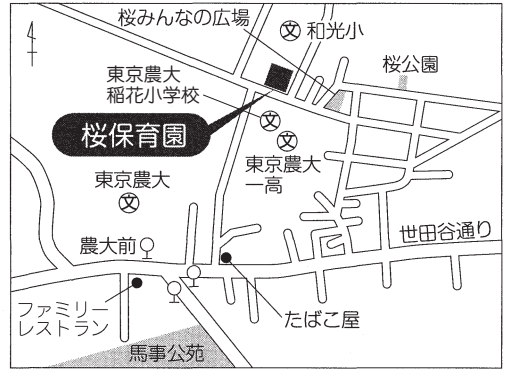 桜みんなの広場
文
和光小
桜公園
東京農大
稲花小学校
文
桜保育園
文
東京農大
一高
東京農大
文
世田谷通り
農大前
たばこ屋
ファミリー
レストラン
馬事公苑